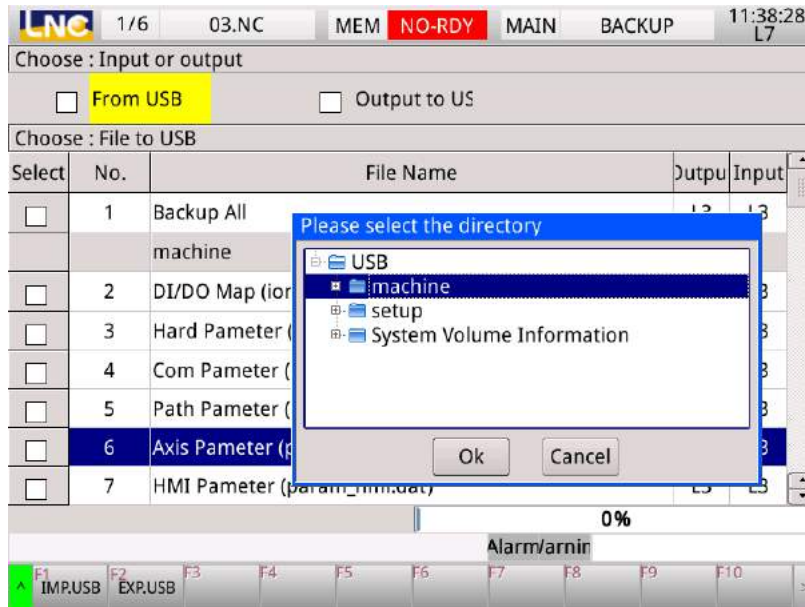 LNC 1/6 03.NC MEM NO-RDY MAIN BACKUP 11:38:28
L7
Choose : Input or output
From USB Output to US
Choose : File to USB
Select No. File Name Outpu Input
1 Backup All L3 L3
machine
2 DI/DO Map (ior
3 Hard Pameter (
4 Com Pameter (
5 Path Pameter (
6 Axis Pameter (p
7 HMI Pameter (param_hmi.dat) L3 L3
Please select the directory
USB
machine
setup
System Volume Information
Ok Cancel
0%
Alarm/arnin
F1 F2 F3 F4 F5 F6 F7 F8 F9 F10
IMP.USB EXP.USB